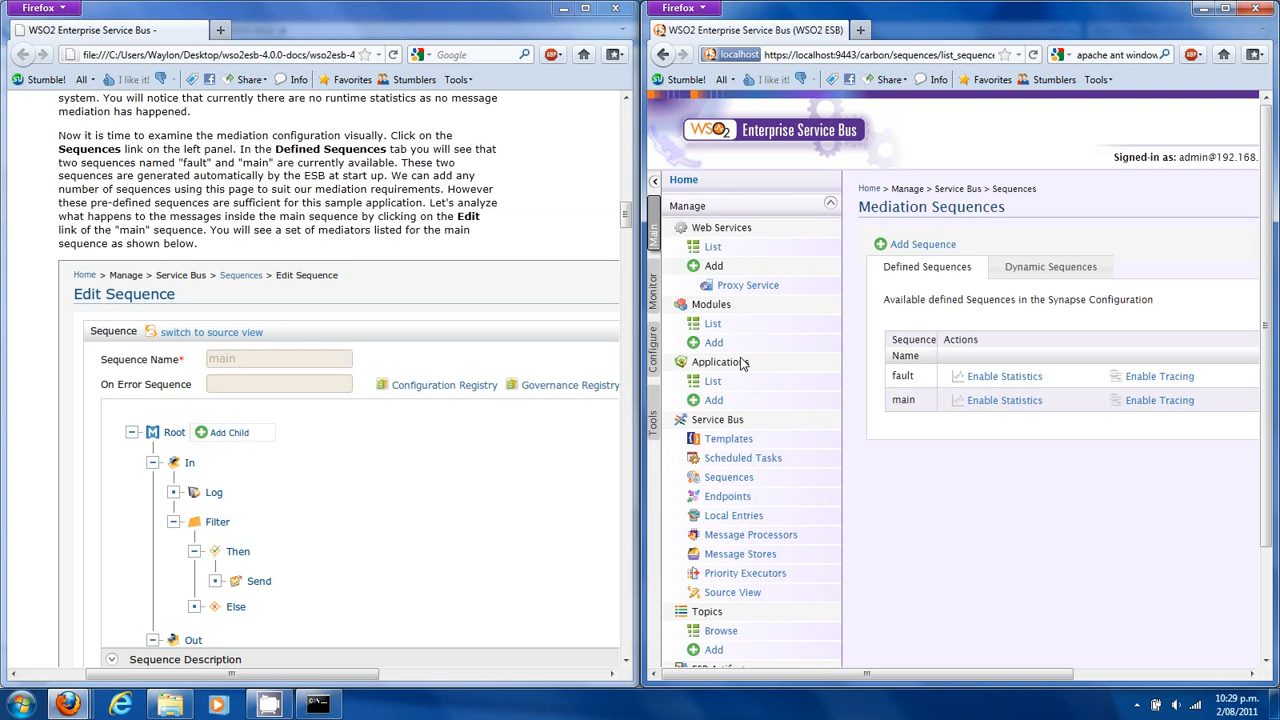 Firefox
WSO2 Enterprise Service Bus -
file:///C:/Users/Waylon/Desktop/wso2esb-4.0.0-docs/wso2esb-4
Google
Stumble! All I like it! Share Info Favorites Stumblers Tools
system. You will notice that currently there are no runtime statistics as no message
mediation has happened.
Now it is time to examine the mediation configuration visually. Click on the
Sequences link on the left panel. In the Defined Sequences tab you will see that
two sequences named "fault" and "main" are currently available. These two
sequences are generated automatically by the ESB at start up. We can add any
number of sequences using this page to suit our mediation requirements. However
these pre-defined sequences are sufficient for this sample application. Let's analyze
what happens to the messages inside the main sequence by clicking on the Edit
link of the "main" sequence. You will see a set of mediators listed for the main
sequence as shown below.
Home > Manage > Service Bus > Sequences > Edit Sequence
Edit Sequence
Sequence switch to source view
Sequence Name* main
On Error Sequence Configuration Registry Governance Registry
Root Add Child
In
Log
Filter
Then
Send
Else
Out
Sequence Description
Firefox
WSO2 Enterprise Service Bus (WSO2 ESB)
localhost https://localhost:9443/carbon/sequences/list_sequence
apache ant window
Stumble! All I like it! Share Info Favorites Stumblers Tools
WSO2 Enterprise Service Bus
Signed-in as: admin@192.168.
Main
Monitor
Configure
Tools
Home
Manage
Web Services
List
Add
Proxy Service
Modules
List
Add
Applications
List
Add
Service Bus
Templates
Scheduled Tasks
Sequences
Endpoints
Local Entries
Message Processors
Message Stores
Priority Executors
Source View
Topics
Browse
Add
Home > Manage > Service Bus > Sequences
Mediation Sequences
Add Sequence
Defined Sequences Dynamic Sequences
Available defined Sequences in the Synapse Configuration
Sequence Name Actions
fault Enable Statistics Enable Tracing
main Enable Statistics Enable Tracing
10:29 p.m.
2/08/2011